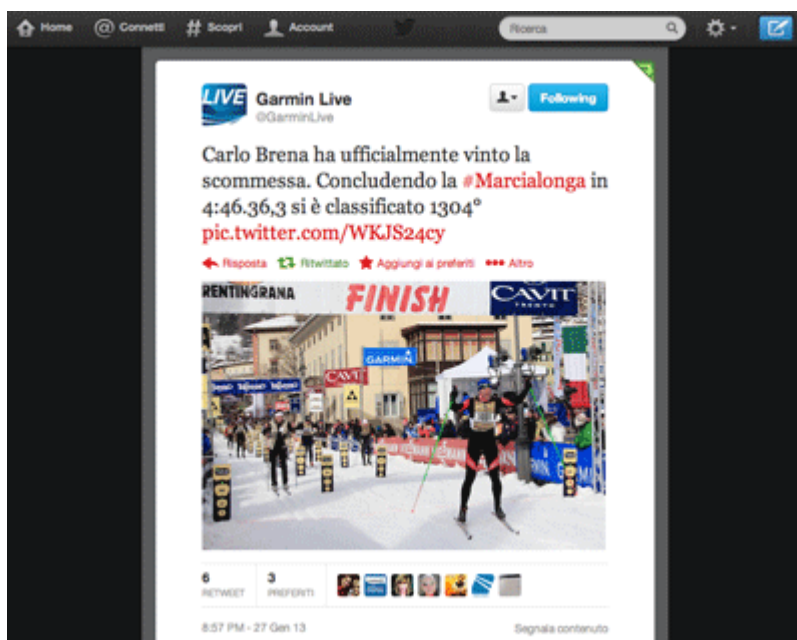 Home @ Connetti # Scopri Account Ricerca
LIVE Garmin Live Following
@GarminLive
Carlo Brena ha ufficialmente vinto la
scommessa. Concludendo la #Marcialonga in
4:46.36,3 si è classificato 1304°
pic.twitter.com/WKJS24cy
Risposta Ritwittato Aggiungi ai preferiti Altro
RENTINGRANA FINISH CAVIT
TRENTO
GARMIN
CAVIT
6 3
RETWEET PREFERITI
8:57 PM - 27 Gen 13 Segnala contenuto